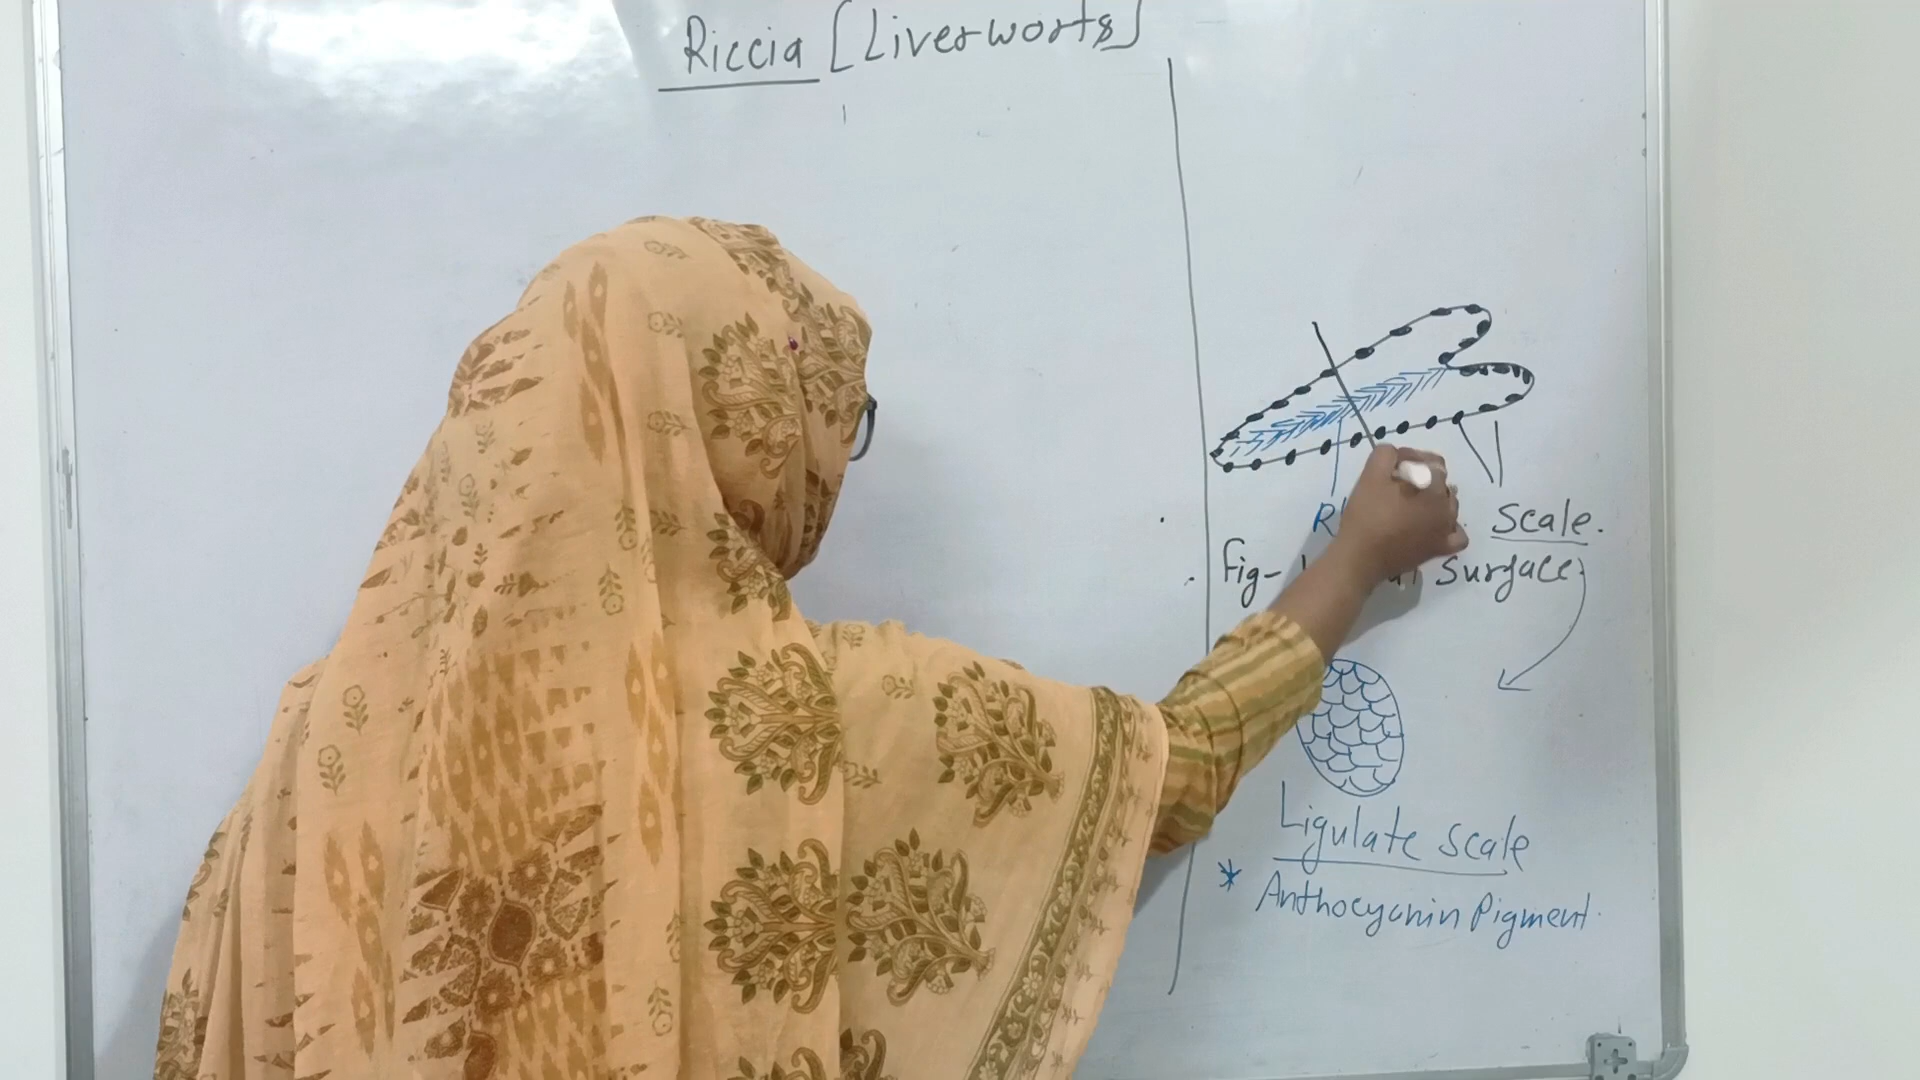 Riccia [Liverworts]
Scale.
Fig- Surface
Ligulate Scale
* Anthocyanin Pigment.